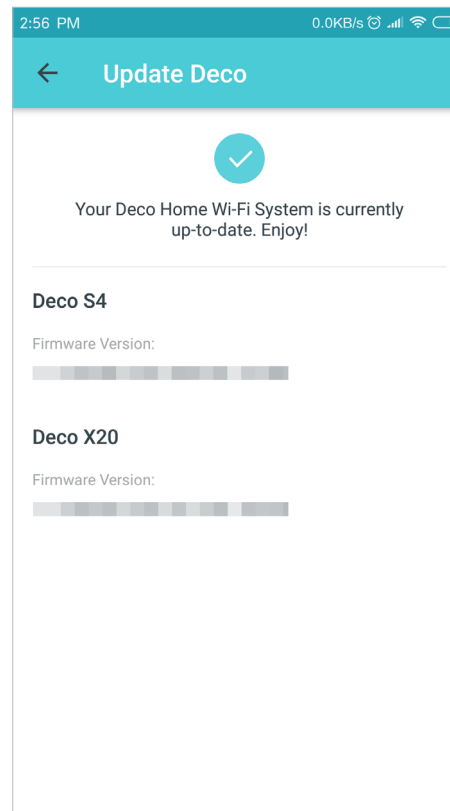 2:56 PM 0.0KB/s
Update Deco
Your Deco Home Wi-Fi System is currently
up-to-date. Enjoy!
Deco S4
Firmware Version:
Deco X20
Firmware Version: